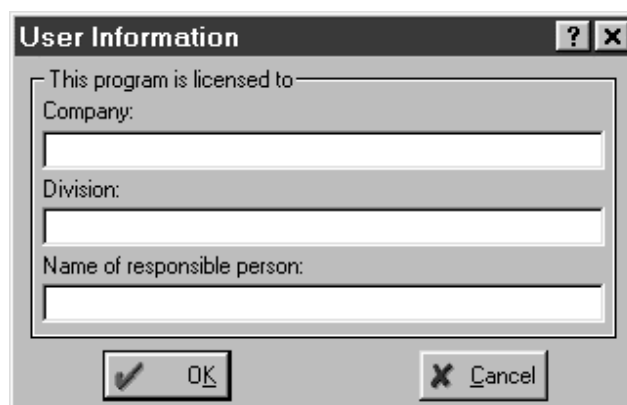 User Information ? X
This program is licensed to
Company:
Division:
Name of responsible person:
OK Cancel